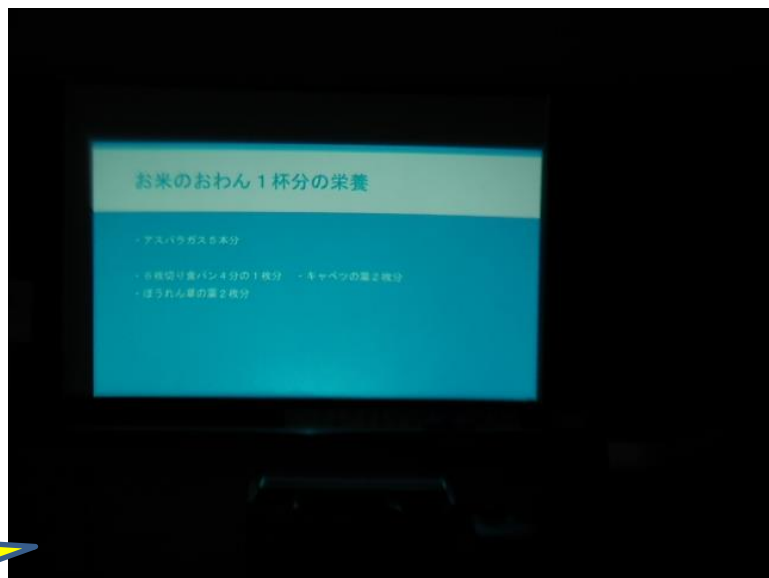 お米のおわん１杯分の栄養
・アスパラガス５本分
・８枚切り食パン４分の１枚分　・キャベツの葉２枚分
・ほうれん草の葉２枚分